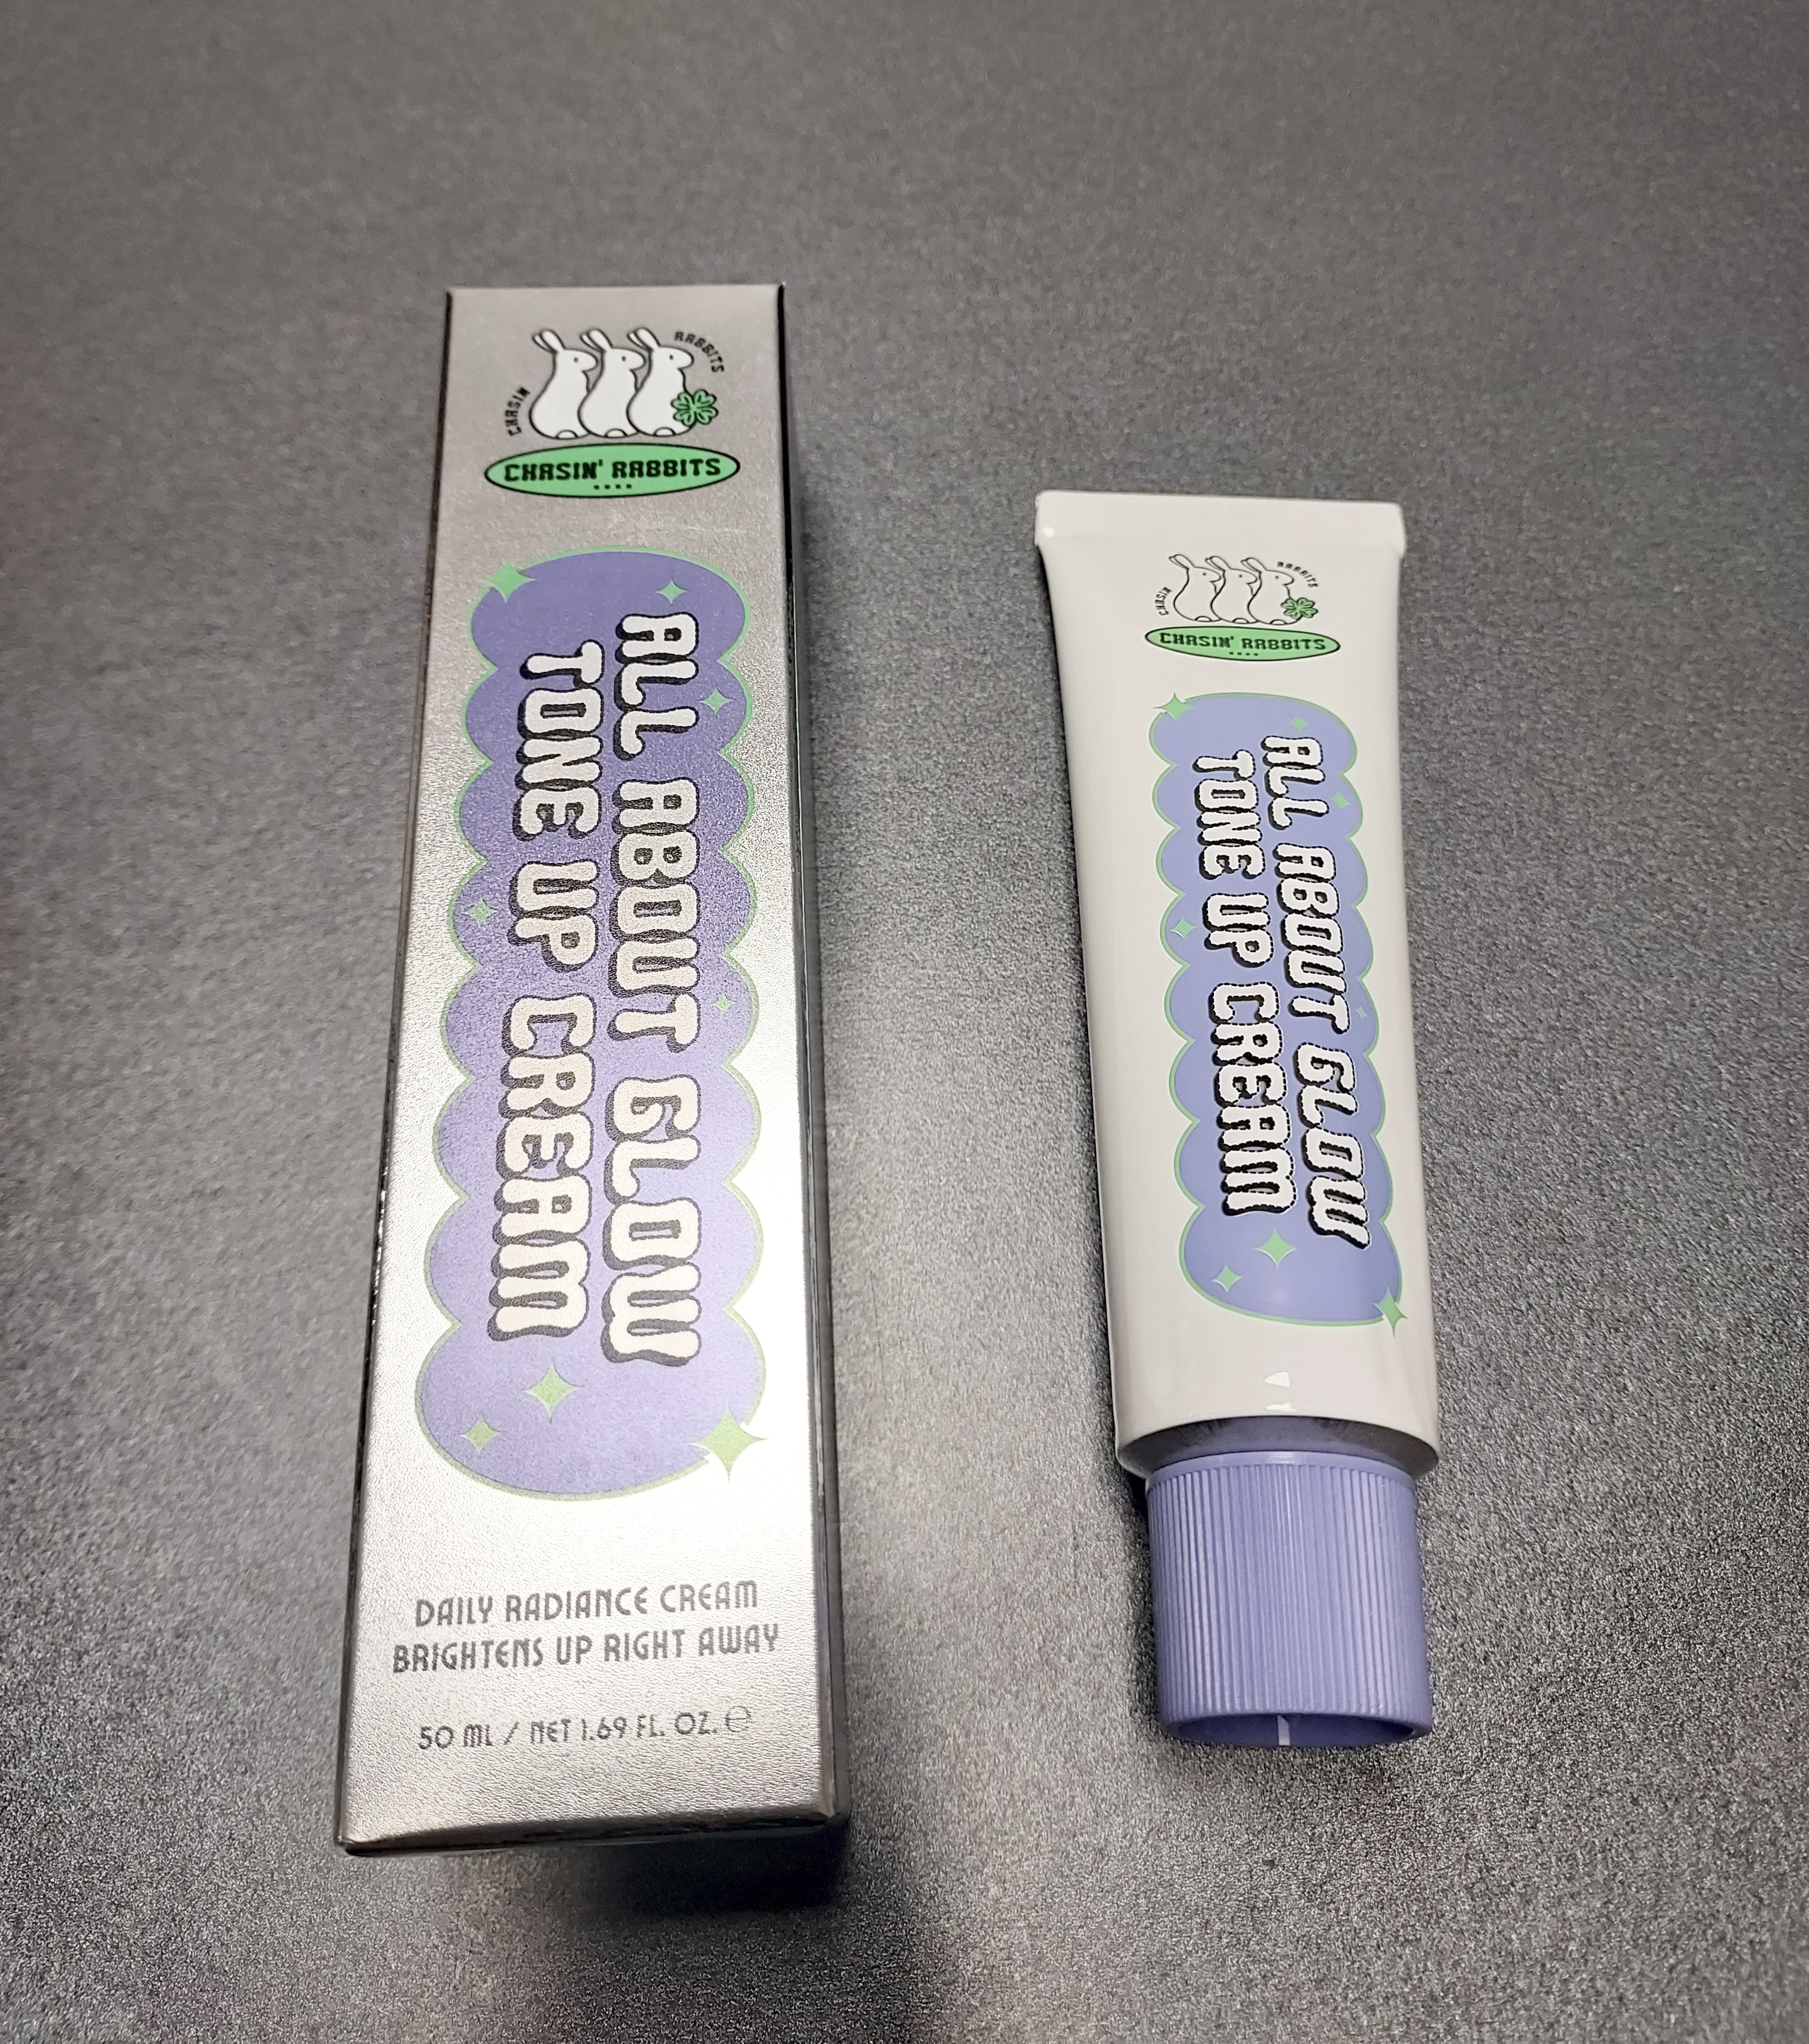 CHASIN RABBITS
CHASIN' RABBITS
ALL ABOUT GLOW
TONE UP CREAM
DAILY RADIANCE CREAM
BRIGHTENS UP RIGHT AWAY
50 ML / NET 1.69 FL. OZ. ℮
CHASIN RABBITS
CHASIN' RABBITS
ALL ABOUT GLOW
TONE UP CREAM